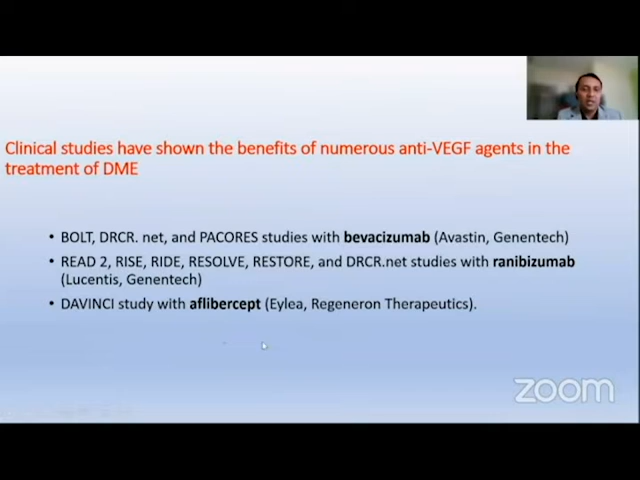 Clinical studies have shown the benefits of numerous anti-VEGF agents in the
treatment of DME
• BOLT, DRCR. net, and PACORES studies with bevacizumab (Avastin, Genentech)
• READ 2, RISE, RIDE, RESOLVE, RESTORE, and DRCR.net studies with ranibizumab
(Lucentis, Genentech)
• DAVINCI study with aflibercept (Eylea, Regeneron Therapeutics).
zoom